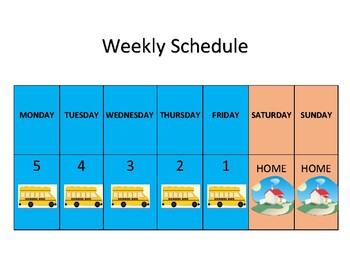 Weekly Schedule
MONDAY TUESDAY WEDNESDAY THURSDAY FRIDAY SATURDAY SUNDAY
5 4 3 2 1 HOME HOME